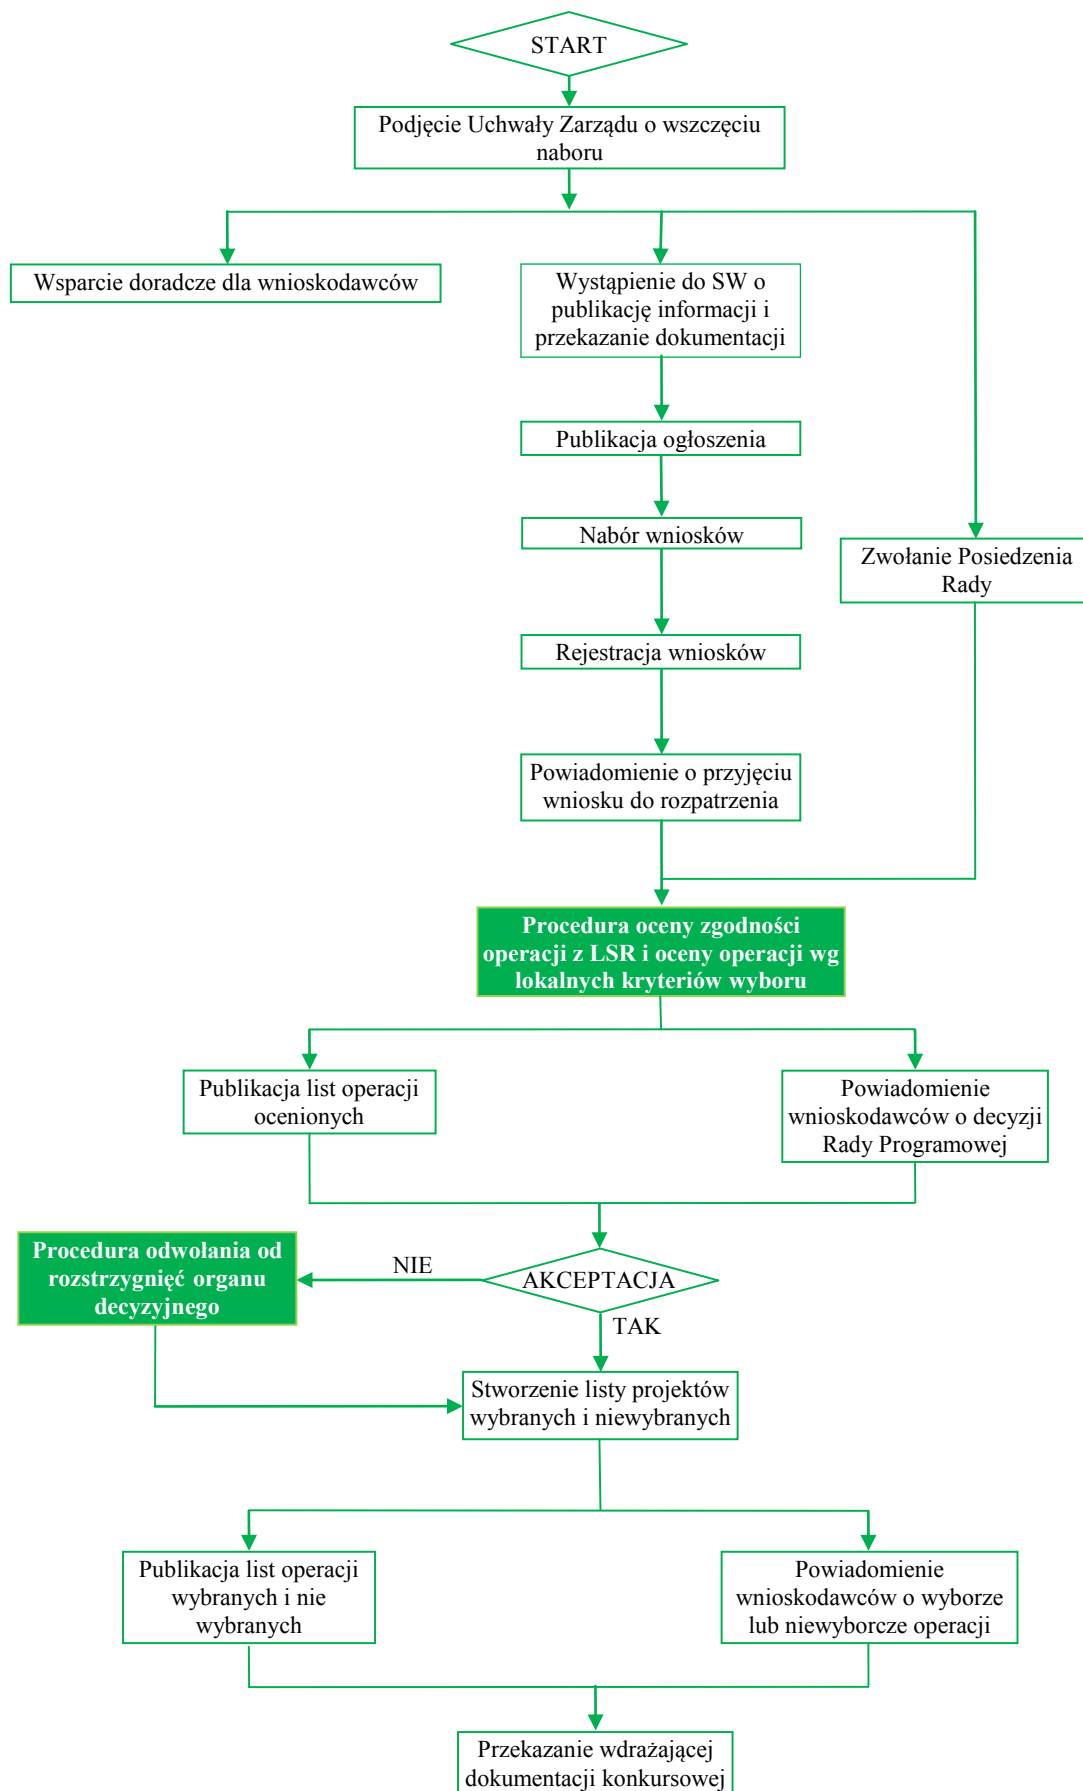 START
Podjęcie Uchwały Zarządu o wszczęciu
naboru
Wsparcie doradcze dla wnioskodawców
Wystąpienie do SW o
publikację informacji i
przekazanie dokumentacji
Publikacja ogłoszenia
Nabór wniosków
Zwołanie Posiedzenia
Rady
Rejestracja wniosków
Powiadomienie o przyjęciu
wniosku do rozpatrzenia
Procedura oceny zgodności
operacji z LSR i oceny operacji wg
lokalnych kryteriów wyboru
Publikacja list operacji
ocenionych
Powiadomienie
wnioskodawców o decyzji
Rady Programowej
Procedura odwołania od
rozstrzygnięć organu
decyzyjnego
NIE
AKCEPTACJA
TAK
Stworzenie listy projektów
wybranych i niewybranych
Publikacja list operacji
wybranych i nie
wybranych
Powiadomienie
wnioskodawców o wyborze
lub niewyborcze operacji
Przekazanie wdrażającej
dokumentacji konkursowej